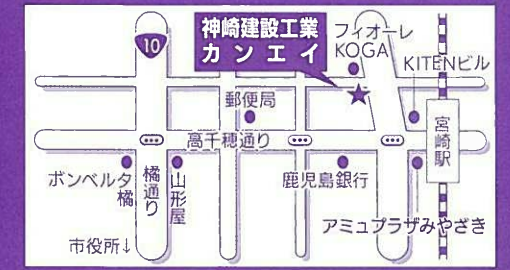 神崎建設工業
カンエイ
フィオーレ
KOGA
KITENビル
10
郵便局
高千穂通り
宮崎駅
ボンベルタ
橘
橘通り
山形屋
鹿児島銀行
アミュプラザみやざき
市役所↓